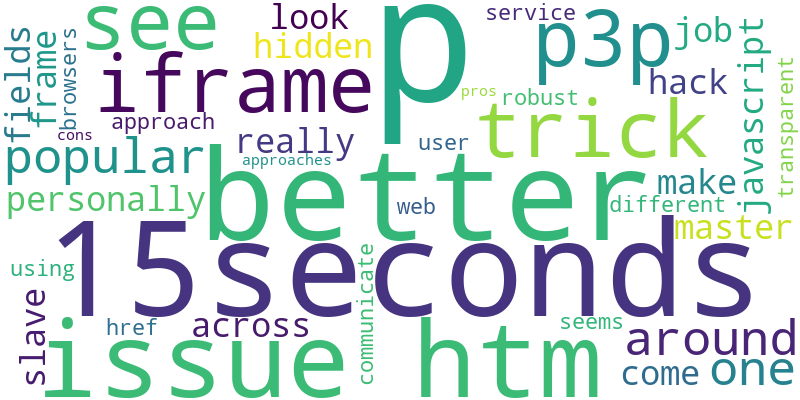 service
look
see
p
p3p
job
hidden
fields
frame
browsers
iframe
hack
javascript
pros
robust
transparent
cons
approach
trick
really
user
popular
approaches
better
make
personally
web
different
master
15seconds
using
communicate
slave
href
across
seems
issue
htm
around
come
one